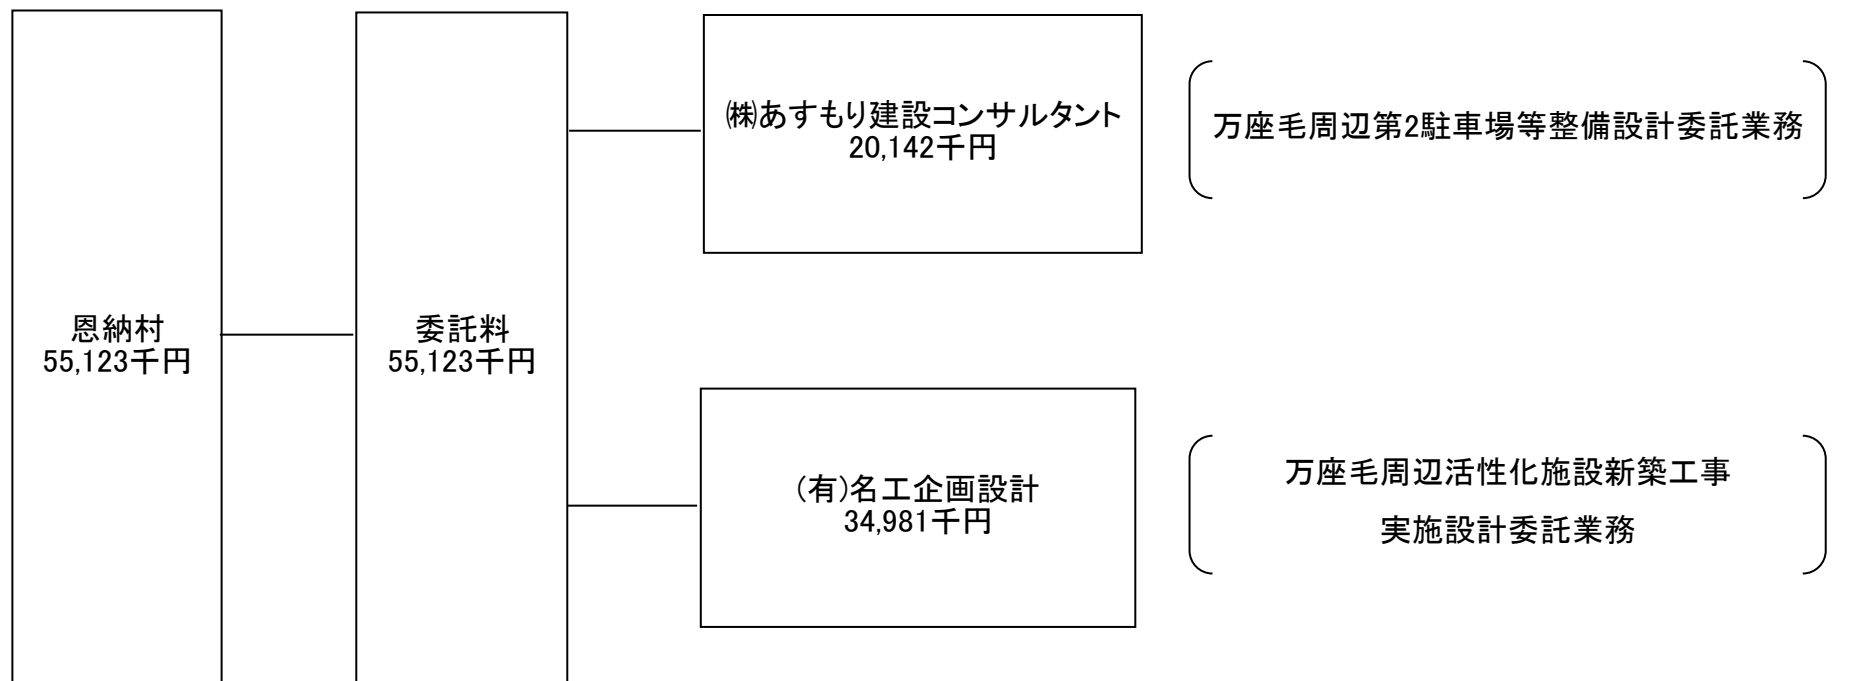 恩納村
55,123千円
委託料
55,123千円
㈱あすもり建設コンサルタント
20,142千円
万座毛周辺第2駐車場等整備設計委託業務
(有)名工企画設計
34,981千円
万座毛周辺活性化施設新築工事
実施設計委託業務